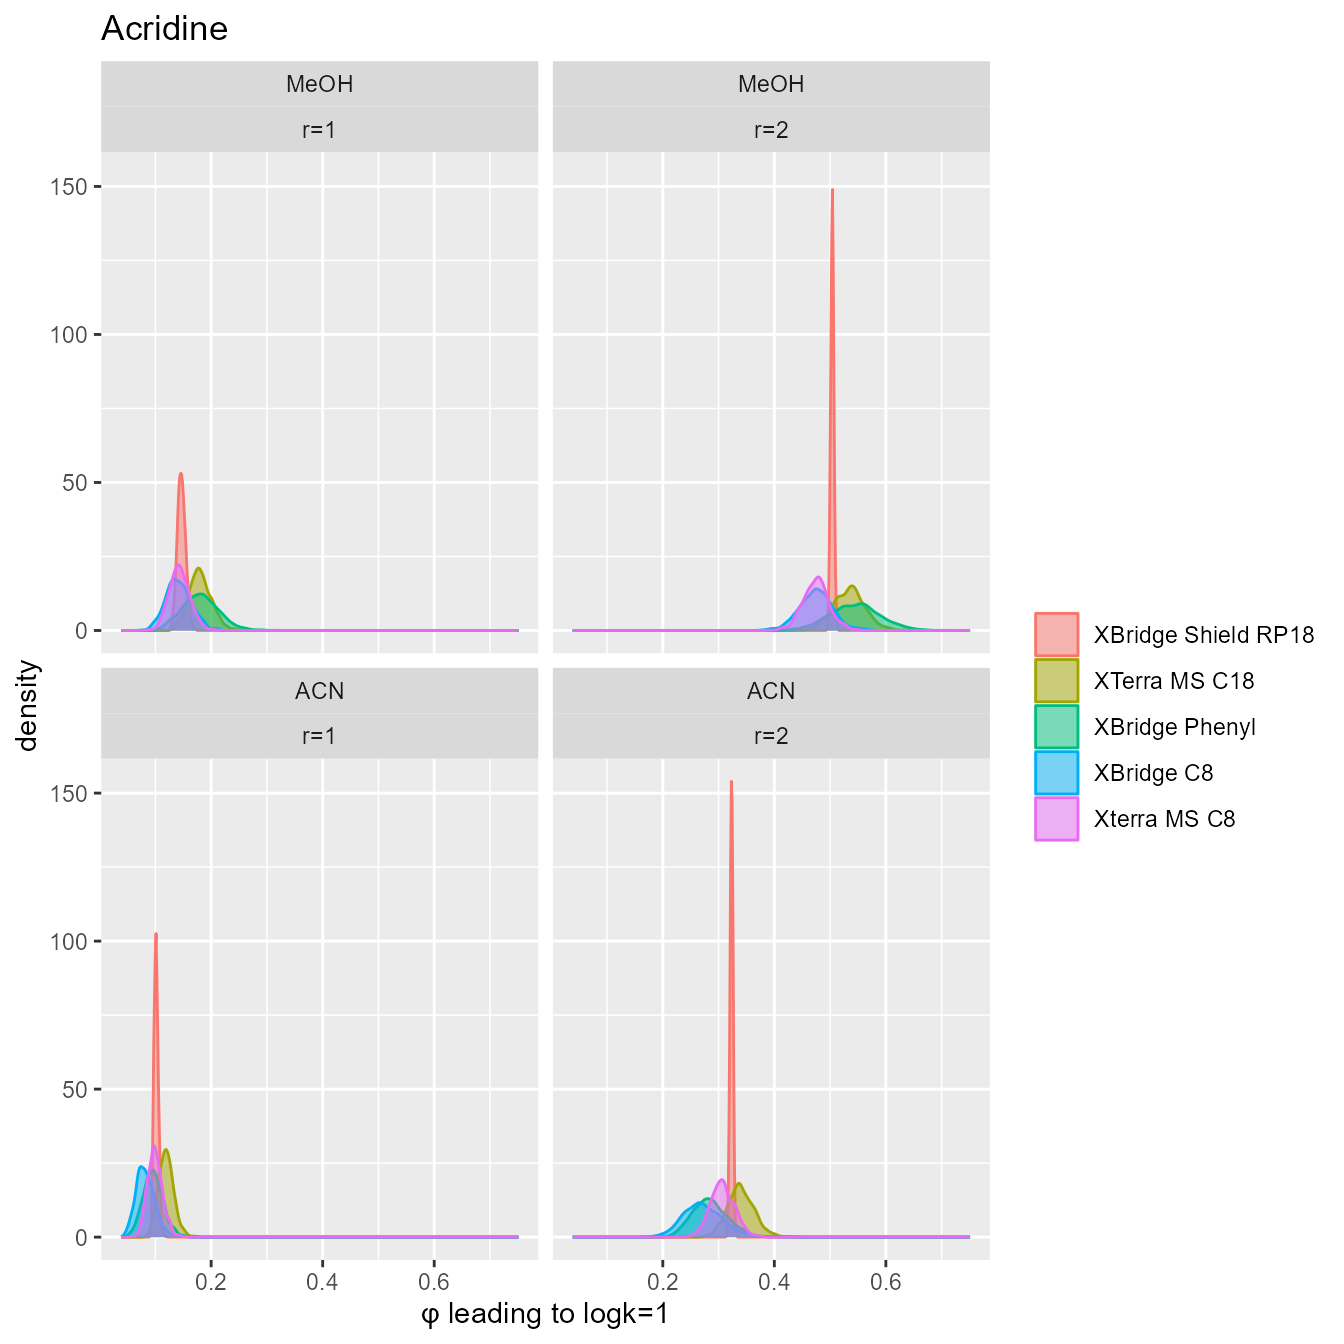 Acridine
MeOH
MeOH
r=1
r=2
150
100
50
0
ACN
ACN
r=1
r=2
150
100
50
0
0.2
0.4
0.6
0.2
0.4
0.6
φ leading to logk=1
density
XBridge Shield RP18
XTerra MS C18
XBridge Phenyl
XBridge C8
Xterra MS C8